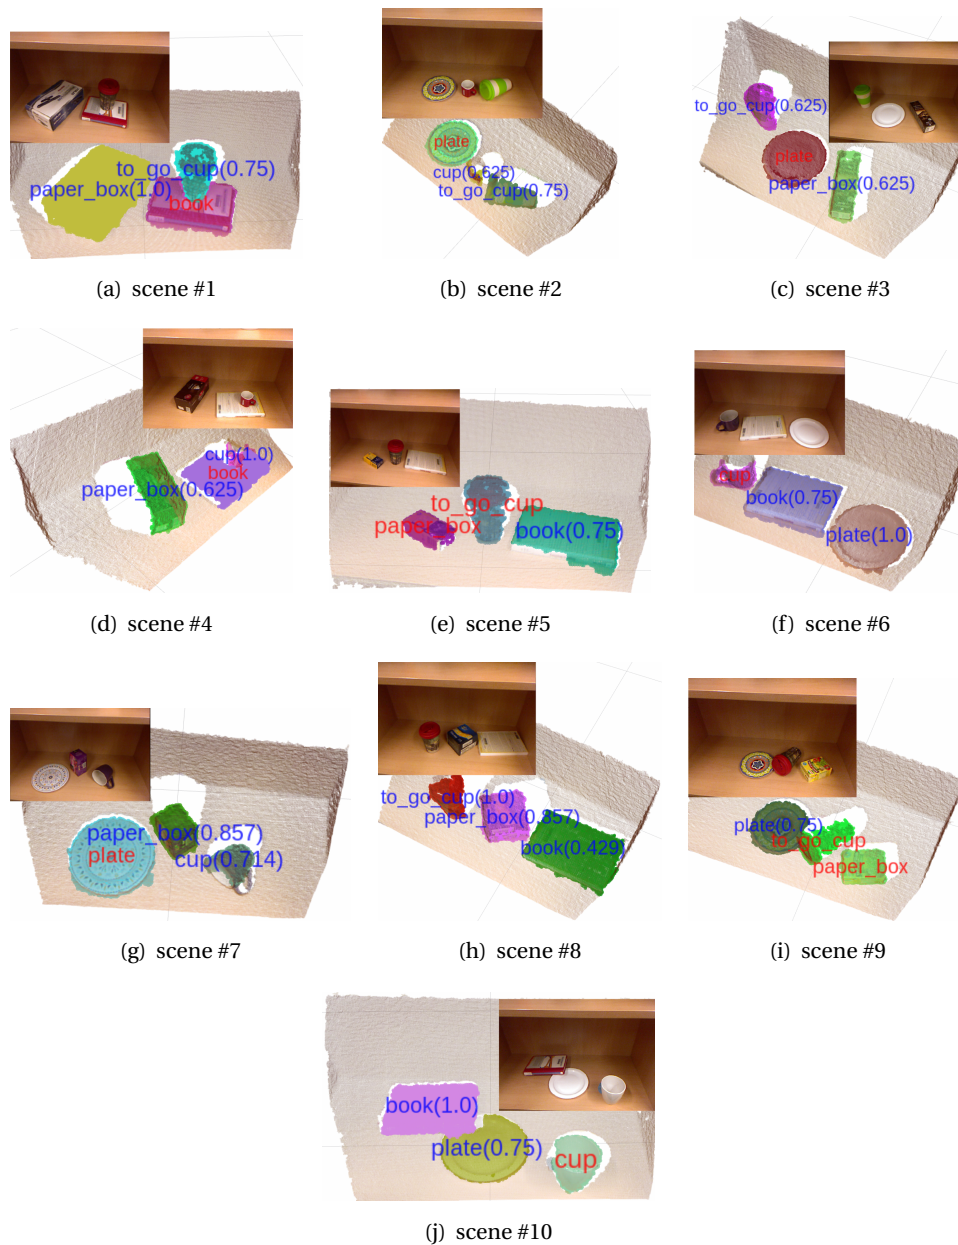 to_go_cup(0.75)
paper_box(1.0)
book
(a) scene #1
plate
cup(0.625)
to_go_cup(0.75)
(b) scene #2
to_go_cup(0.625)
plate
paper_box(0.625)
(c) scene #3
cup(1.0)
book
paper_box(0.625)
(d) scene #4
to_go_cup
paper_box
book(0.75)
(e) scene #5
cup
book(0.75)
plate(1.0)
(f) scene #6
paper_box(0.857)
plate
cup(0.714)
(g) scene #7
to_go_cup(1.0)
paper_box(0.857)
book(0.429)
(h) scene #8
plate(0.75)
to_go_cup
paper_box
(i) scene #9
book(1.0)
plate(0.75)
cup
(j) scene #10